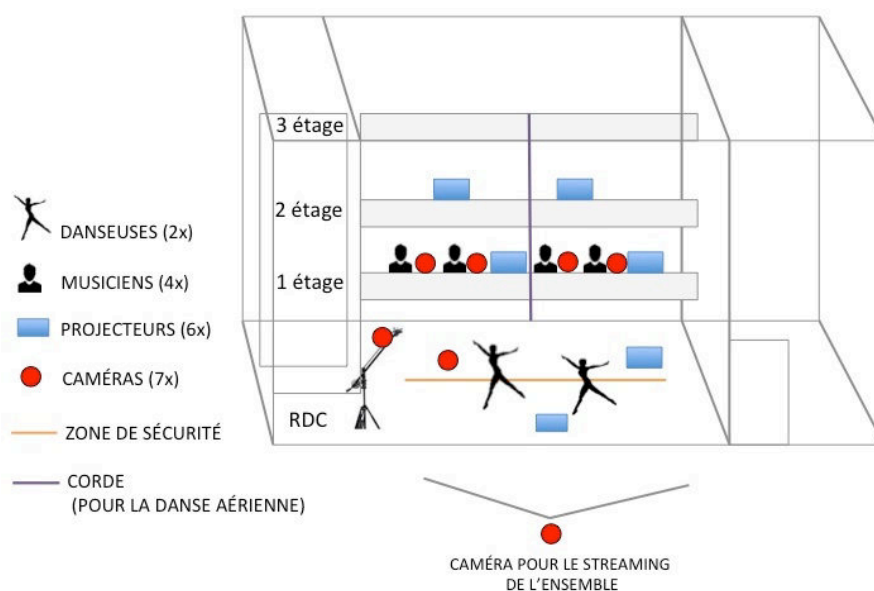 3 étage
2 étage
1 étage
RDC
DANSEUSES (2x)
MUSICIENS (4x)
PROJECTEURS (6x)
CAMÉRAS (7x)
ZONE DE SÉCURITÉ
CORDE
(POUR LA DANSE AÉRIENNE)
CAMÉRA POUR LE STREAMING
DE L'ENSEMBLE